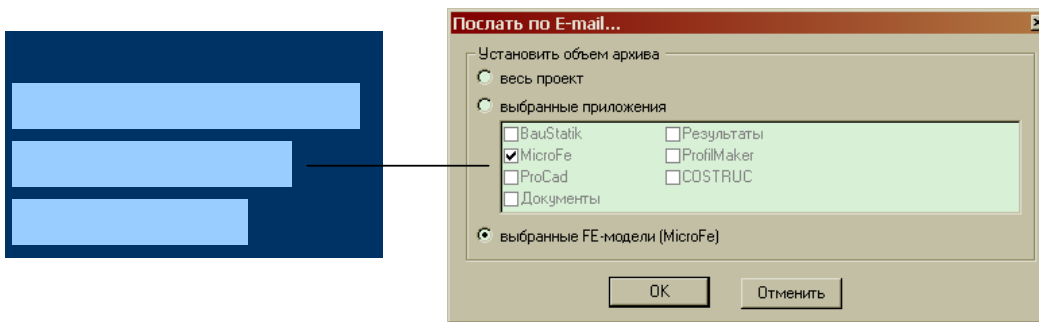 Послать по E-mail...
Установить объем архива
весь проект
выбранные приложения
BauStatik Результаты
MicroFe ProfilMaker
ProCad COSTRUC
Документы
выбранные FE-модели (MicroFe)
OK Отменить